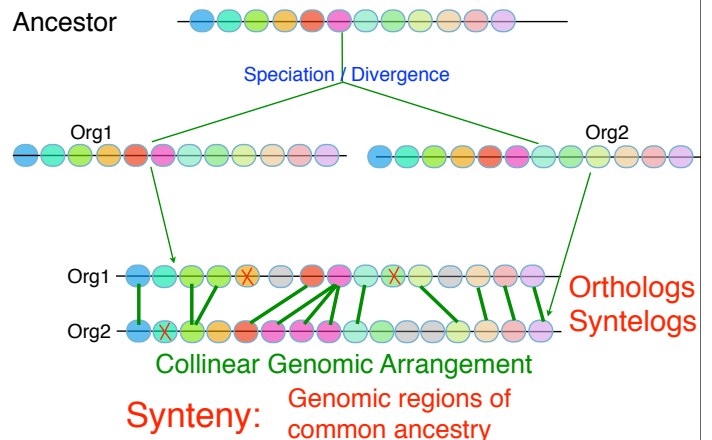 Ancestor
Speciation / Divergence
Org1
Org2
Org1
Org2
Orthologs
Syntelogs
Collinear Genomic Arrangement
Synteny:
Genomic regions of
common ancestry